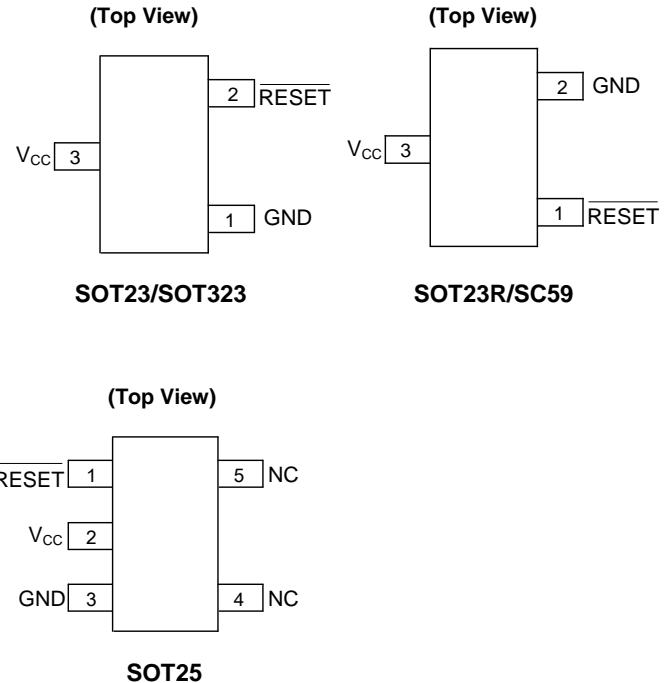 (Top View)
2 RESET
VCC 3
1 GND
SOT23/SOT323
(Top View)
2 GND
VCC 3
1 RESET
SOT23R/SC59
(Top View)
RESET 1
5 NC
VCC 2
GND 3
4 NC
SOT25